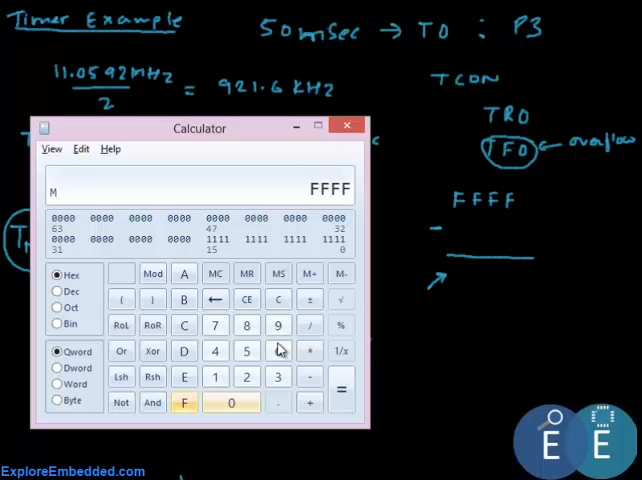 Timer Example
50mSec → T0 : P3
11.0592MHz
2
= 921.6 KHz
TCON
TR0
TF0 ← overflow
FFFF
-
Calculator
View Edit Help
M FFFF
0000 0000 0000 0000 0000 0000 0000 0000
63 47 32
0000 0000 0000 0000 1111 1111 1111 1111
31 15 0
Hex Mod A MC MR MS M+ M-
Dec ( ) B ← CE C ± √
Oct RoL RoR C 7 8 9 / %
Bin
Qword Or Xor D 4 5 * 1/x
Dword Lsh Rsh E 1 2 3 - =
Word
Byte Not And F 0 . +
E E
ExploreEmbedded.com